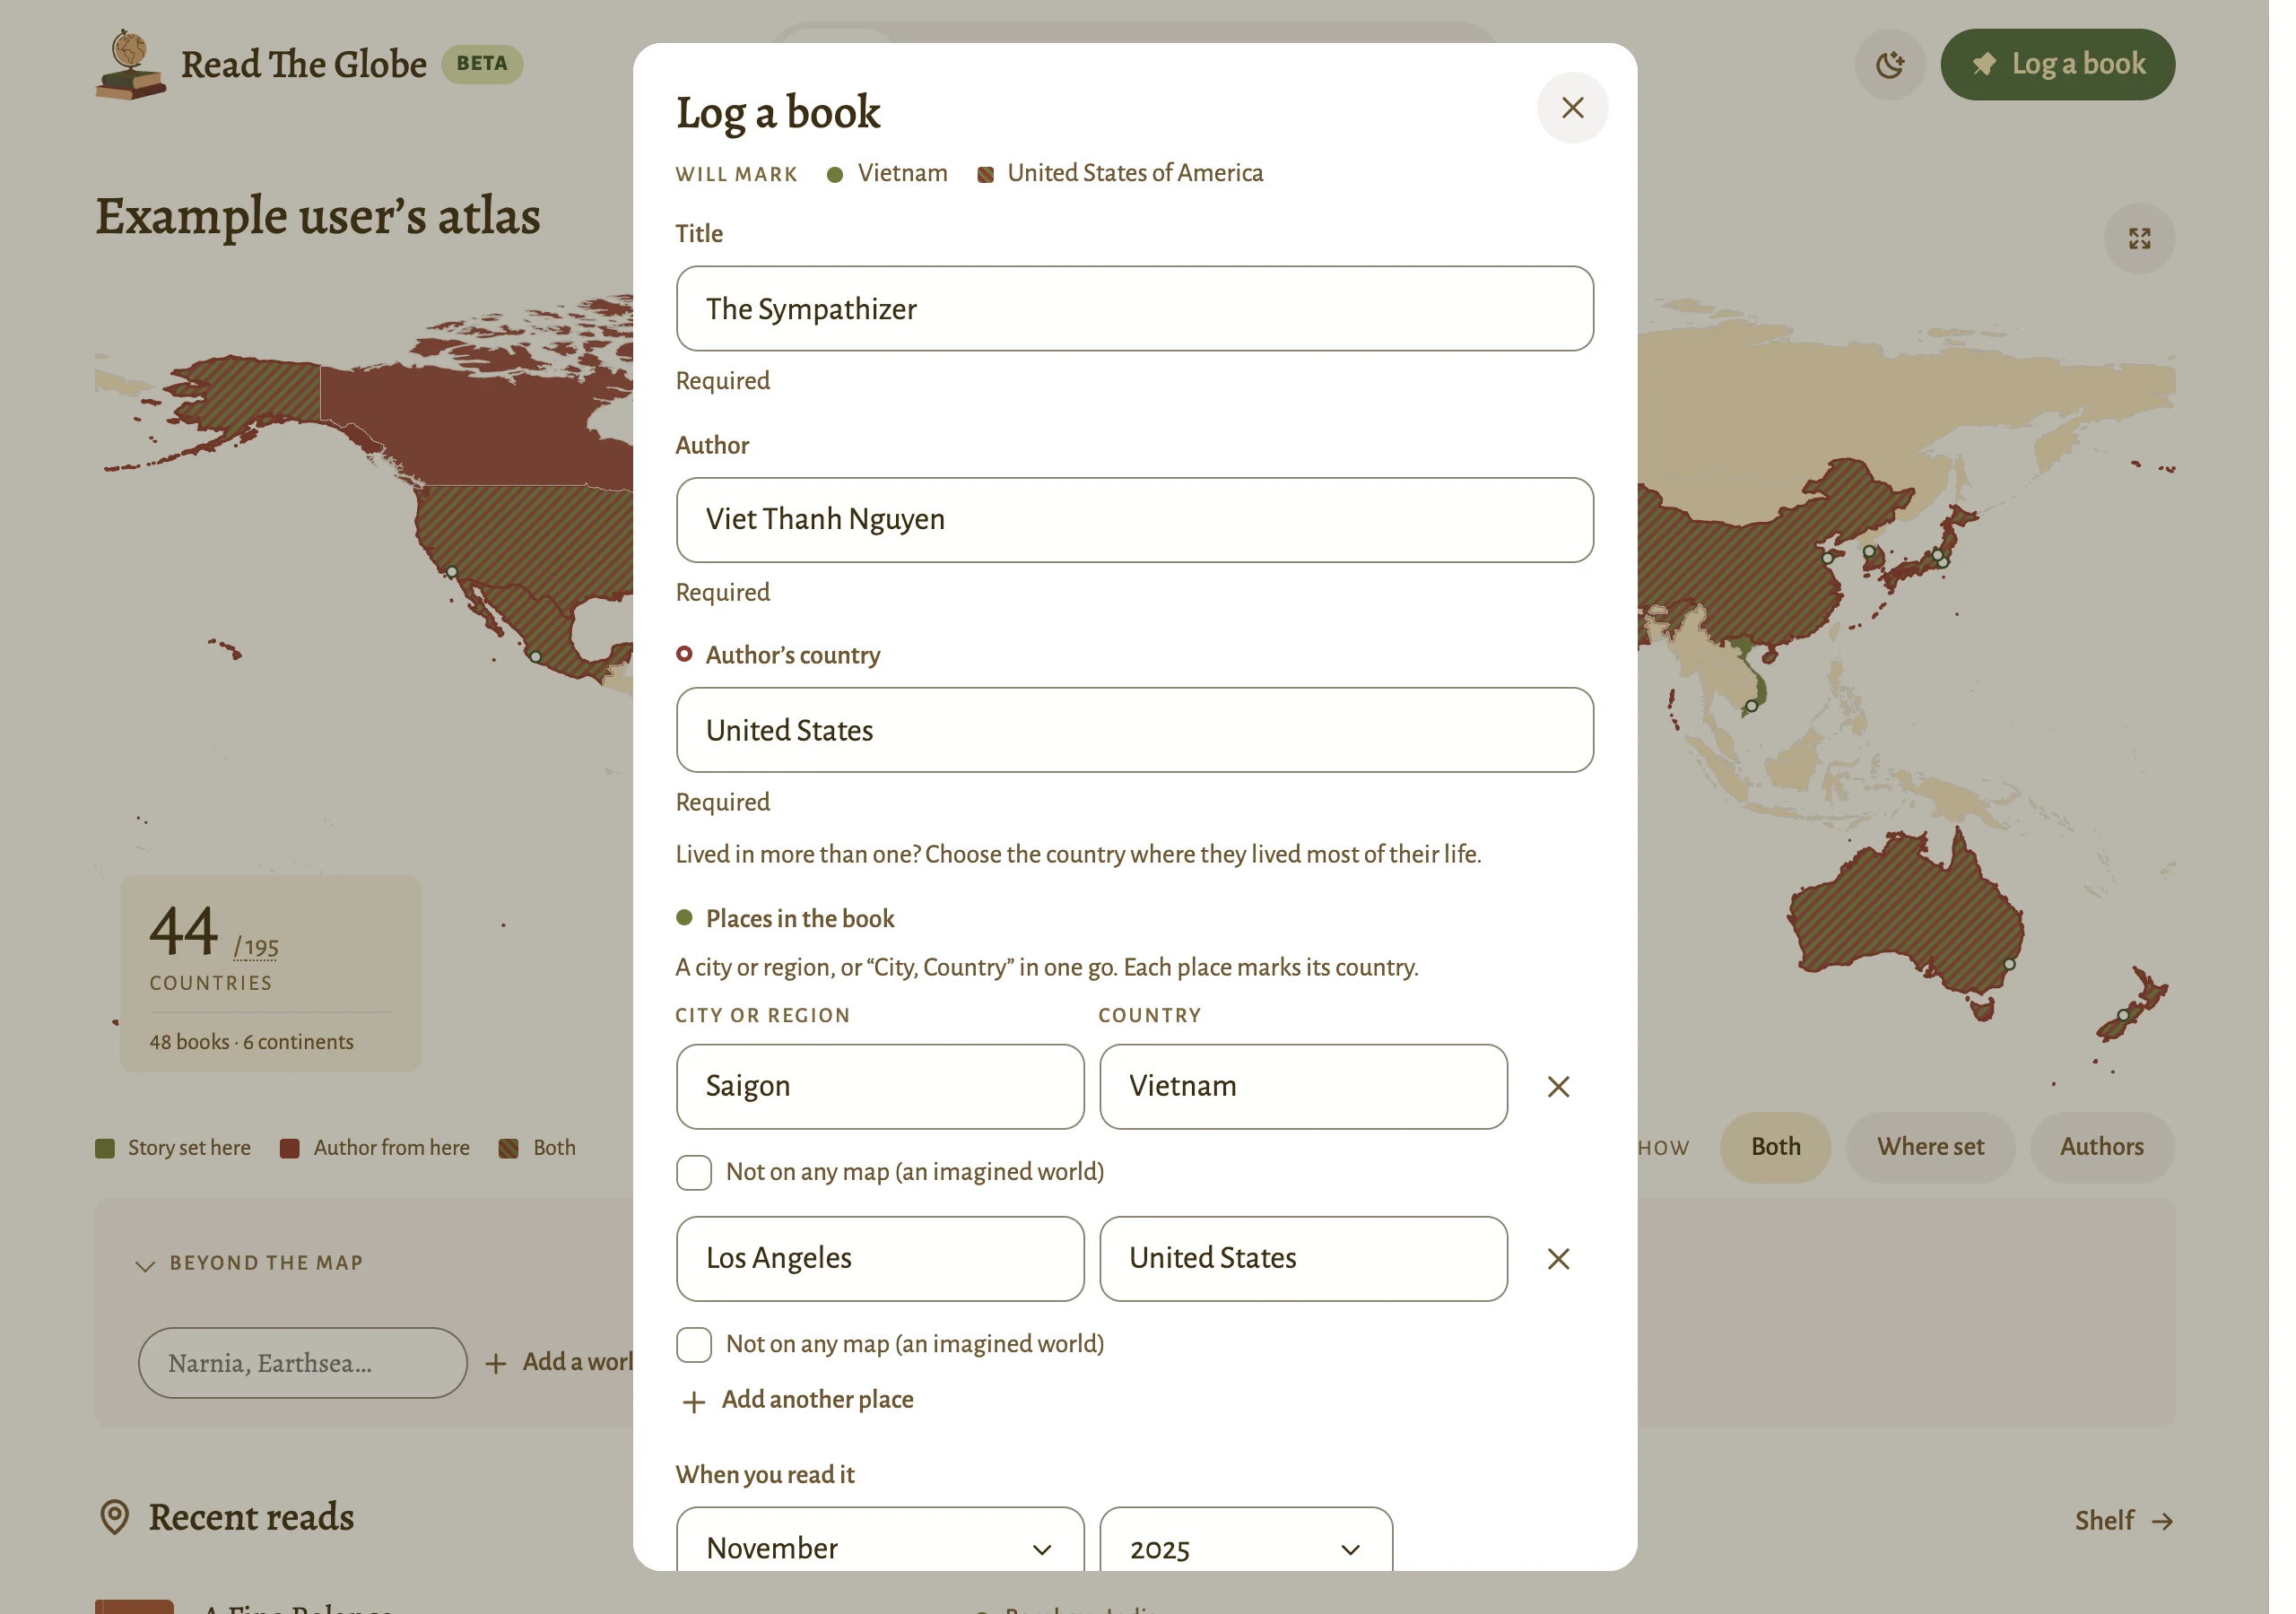 Read The Globe BETA
Log a book
Example user's atlas
Log a book
WILL MARK Vietnam United States of America
Title
The Sympathizer
Required
Author
Viet Thanh Nguyen
Required
Author's country
United States
Required
Lived in more than one? Choose the country where they lived most of their life.
Places in the book
A city or region, or “City, Country” in one go. Each place marks its country.
CITY OR REGION COUNTRY
Saigon Vietnam
Not on any map (an imagined world)
Los Angeles United States
Not on any map (an imagined world)
Add another place
When you read it
November 2025
44 /195
COUNTRIES
48 books · 6 continents
Story set here Author from here Both
HOW Both Where set Authors
BEYOND THE MAP
Narnia, Earthsea... Add a worl
Recent reads
Shelf
A Fine Balance